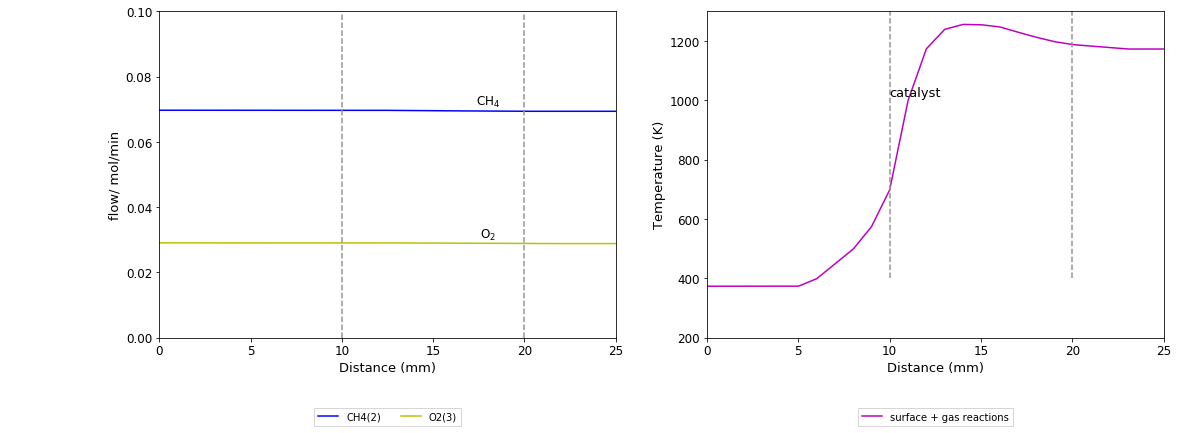 0.10
0.08
0.06
0.04
0.02
0.00
flow/ mol/min
CH₄
O₂
0 5 10 15 20 25
Distance (mm)
CH4(2) O2(3)
1200
1000
800
600
400
200
Temperature (K)
catalyst
0 5 10 15 20 25
Distance (mm)
surface + gas reactions